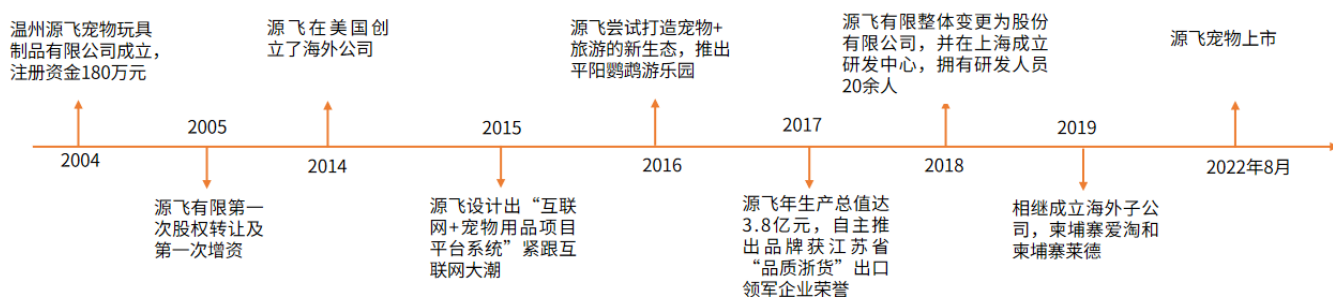 温州源飞宠物玩具
制品有限公司成立，
注册资金180万元
2004
2005
源飞有限第一
次股权转让及
第一次增资
源飞在美国创
立了海外公司
2014
2015
源飞设计出“互联
网+宠物用品项目
平台系统”紧跟互
联网大潮
源飞尝试打造宠物+
旅游的新生态，推出
平阳鹦鹉游乐园
2016
2017
源飞年生产总值达
3.8亿元，自主推
出品牌获江苏省
“品质浙货”出口
领军企业荣誉
源飞有限整体变更为股份
有限公司，并在上海成立
研发中心，拥有研发人员
20余人
2018
2019
相继成立海外子公
司，柬埔寨爱淘和
柬埔寨莱德
源飞宠物上市
2022年8月